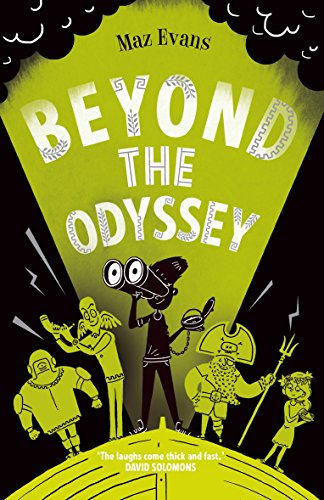 Maz Evans
BEYOND
THE
ODYSSEY
'The laughs come thick and fast.'
DAVID SOLOMONS